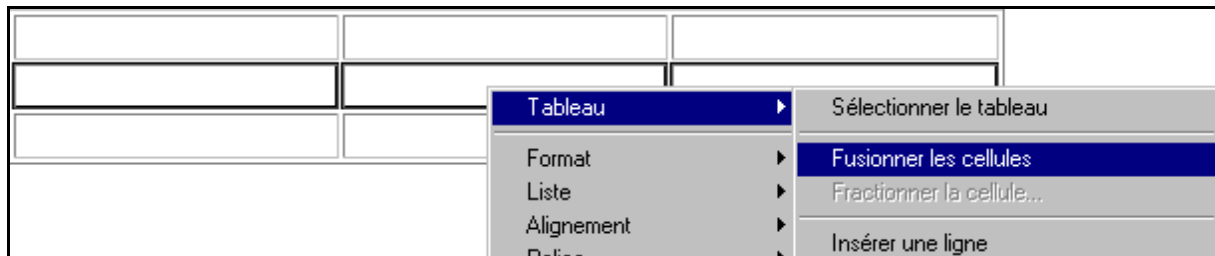 Tableau
Sélectionner le tableau
Format
Fusionner les cellules
Liste
Fractionner la cellule...
Alignement
Insérer une ligne